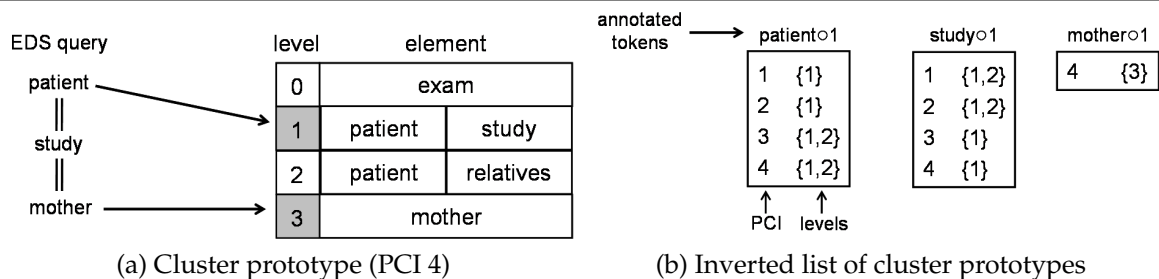 EDS query
patient
study
mother
level element
0 exam
1 patient study
2 patient relatives
3 mother
(a) Cluster prototype (PCI 4)
annotated
tokens
patient○1
1 {1}
2 {1}
3 {1,2}
4 {1,2}
PCI levels
study○1
1 {1,2}
2 {1,2}
3 {1}
4 {1}
mother○1
4 {3}
(b) Inverted list of cluster prototypes